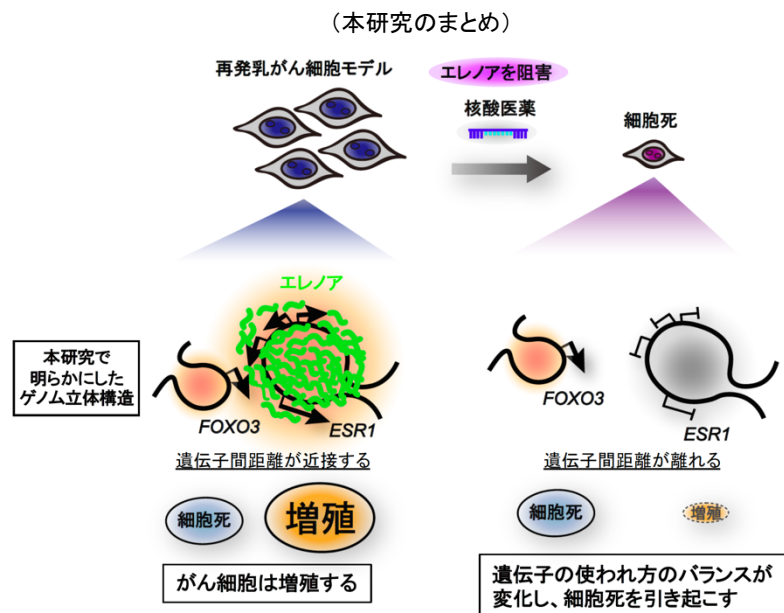 （本研究のまとめ）
再発乳がん細胞モデル
エレノアを阻害
核酸医薬
細胞死
エレノア
本研究で
明らかにした
ゲノム立体構造
FOXO3
ESR1
遺伝子間距離が近接する
細胞死
増殖
がん細胞は増殖する
FOXO3
ESR1
遺伝子間距離が離れる
細胞死
増殖
遺伝子の使われ方のバランスが
変化し、細胞死を引き起こす